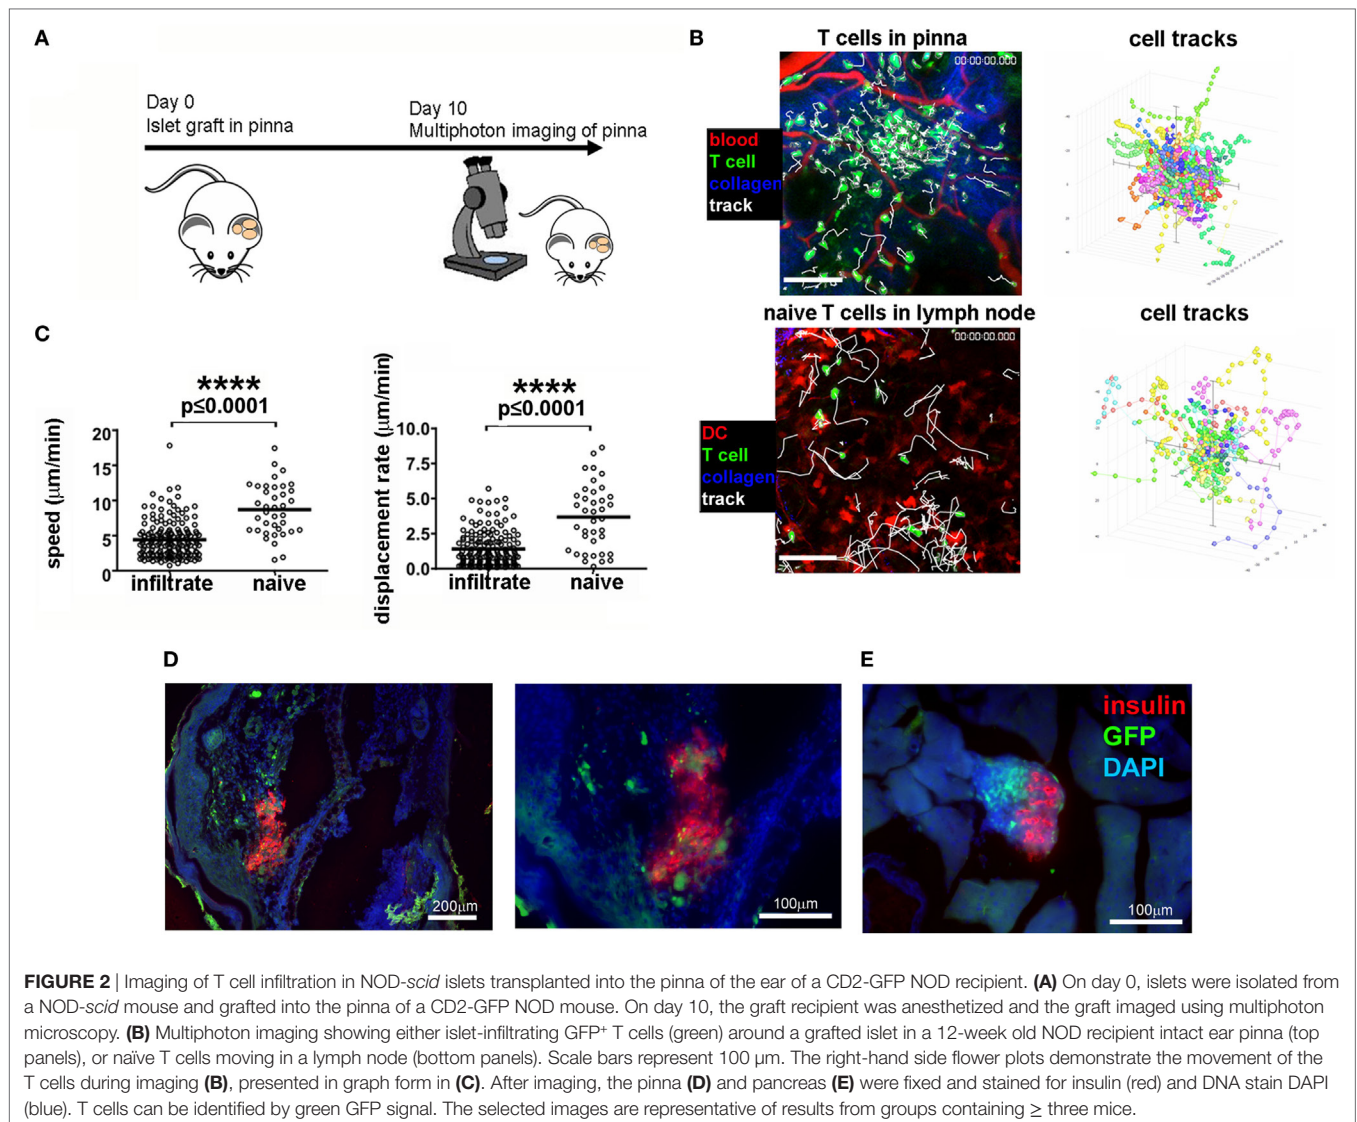 A
Day 0
Islet graft in pinna
Day 10
Multiphoton imaging of pinna
B
T cells in pinna
cell tracks
00:00:00.000
blood
T cell
collagen
track
naive T cells in lymph node
cell tracks
00:00:00.000
DC
T cell
collagen
track
C
****
p≤0.0001
speed (µm/min)
20
15
10
5
0
infiltrate
naive
****
p≤0.0001
displacement rate (µm/min)
10.0
7.5
5.0
2.5
0.0
infiltrate
naive
D
200µm
100µm
E
insulin
GFP
DAPI
100µm
FIGURE 2 | Imaging of T cell infiltration in NOD-scid islets transplanted into the pinna of the ear of a CD2-GFP NOD recipient. (A) On day 0, islets were isolated from
a NOD-scid mouse and grafted into the pinna of a CD2-GFP NOD mouse. On day 10, the graft recipient was anesthetized and the graft imaged using multiphoton
microscopy. (B) Multiphoton imaging showing either islet-infiltrating GFP⁺ T cells (green) around a grafted islet in a 12-week old NOD recipient intact ear pinna (top
panels), or naïve T cells moving in a lymph node (bottom panels). Scale bars represent 100 µm. The right-hand side flower plots demonstrate the movement of the
T cells during imaging (B), presented in graph form in (C). After imaging, the pinna (D) and pancreas (E) were fixed and stained for insulin (red) and DNA stain DAPI
(blue). T cells can be identified by green GFP signal. The selected images are representative of results from groups containing ≥ three mice.